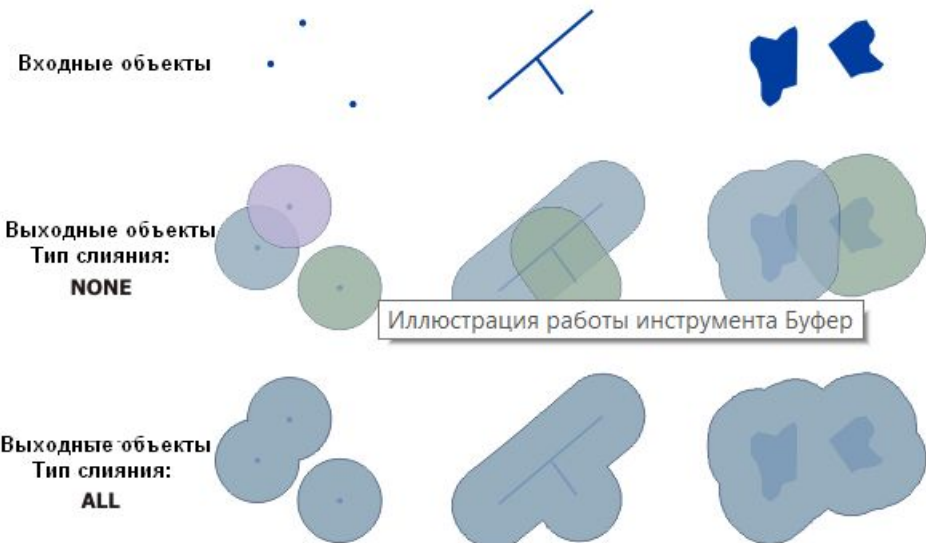 Входные объекты
Выходные объекты
Тип слияния:
NONE
Иллюстрация работы инструмента Буфер
Выходные объекты
Тип слияния:
ALL